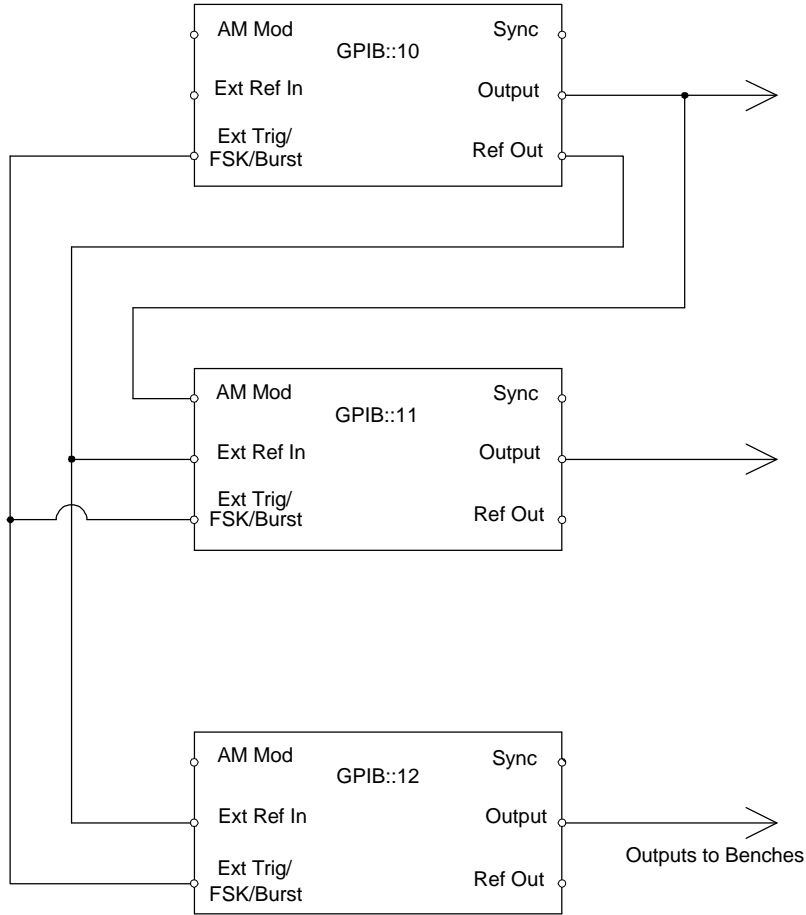 AM Mod
Sync
GPIB::10
Ext Ref In
Output
Ext Trig/
FSK/Burst
Ref Out
AM Mod
Sync
GPIB::11
Ext Ref In
Output
Ext Trig/
FSK/Burst
Ref Out
AM Mod
Sync
GPIB::12
Ext Ref In
Output
Outputs to Benches
Ext Trig/
FSK/Burst
Ref Out